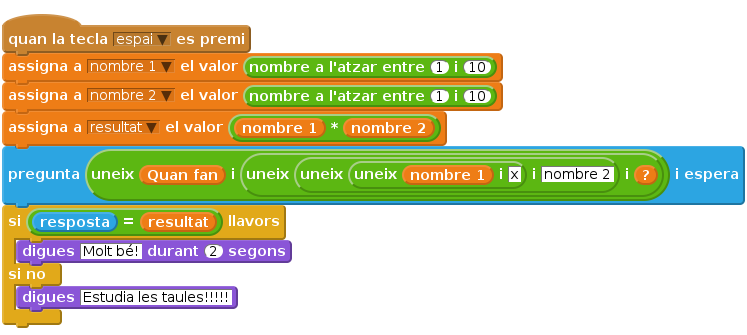 quan la tecla espai ▼ es premi
assigna a nombre 1 ▼ el valor nombre a l'atzar entre 1 i 10
assigna a nombre 2 ▼ el valor nombre a l'atzar entre 1 i 10
assigna a resultat ▼ el valor nombre 1 * nombre 2
pregunta uneix Quan fan i uneix uneix uneix nombre 1 i x i nombre 2 i ? i espera
si resposta = resultat llavors
digues Molt bé! durant 2 segons
si no
digues Estudia les taules!!!!!